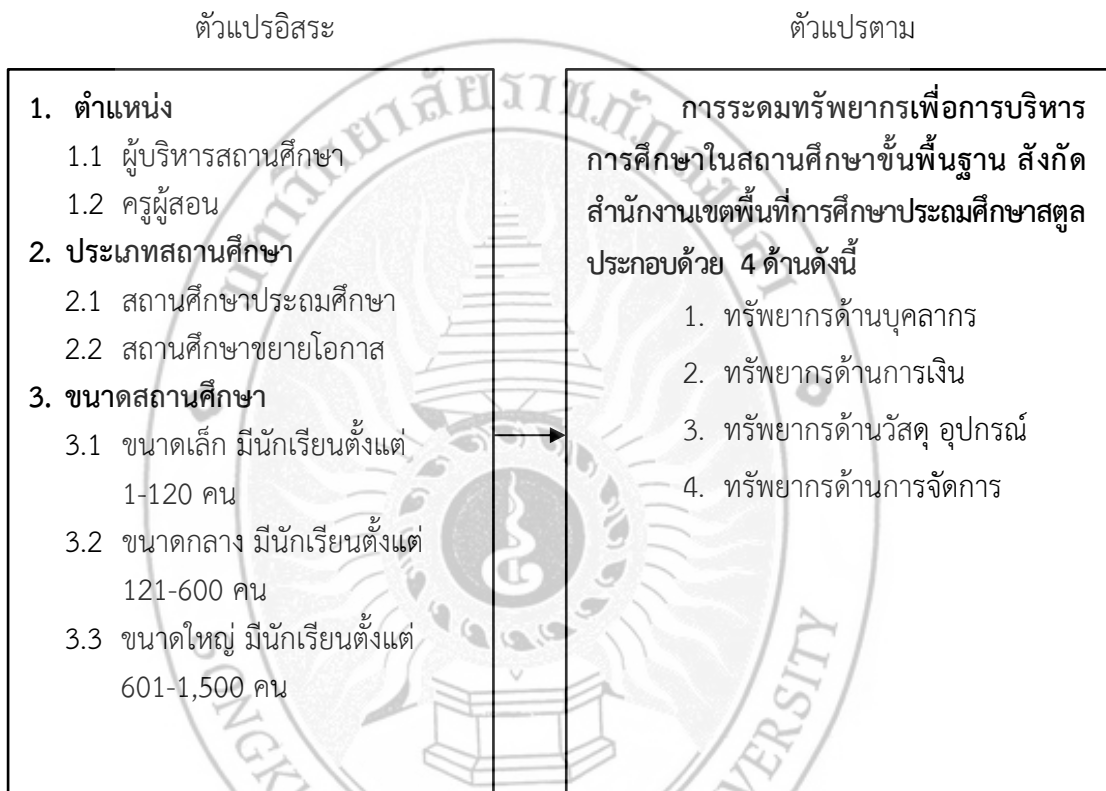 ตัวแปรอิสระ
ตัวแปรตาม
1. ตำแหน่ง
1.1 ผู้บริหารสถานศึกษา
1.2 ครูผู้สอน
2. ประเภทสถานศึกษา
2.1 สถานศึกษาประถมศึกษา
2.2 สถานศึกษาขยายโอกาส
3. ขนาดสถานศึกษา
3.1 ขนาดเล็ก มีนักเรียนตั้งแต่
1-120 คน
3.2 ขนาดกลาง มีนักเรียนตั้งแต่
121-600 คน
3.3 ขนาดใหญ่ มีนักเรียนตั้งแต่
601-1,500 คน
การระดมทรัพยากรเพื่อการบริหาร
การศึกษาในสถานศึกษาขั้นพื้นฐาน สังกัด
สำนักงานเขตพื้นที่การศึกษาประถมศึกษาสตูล
ประกอบด้วย 4 ด้านดังนี้
1. ทรัพยากรด้านบุคลากร
2. ทรัพยากรด้านการเงิน
3. ทรัพยากรด้านวัสดุ อุปกรณ์
4. ทรัพยากรด้านการจัดการ
มหาวิทยาลัยราชภัฏสงขลา